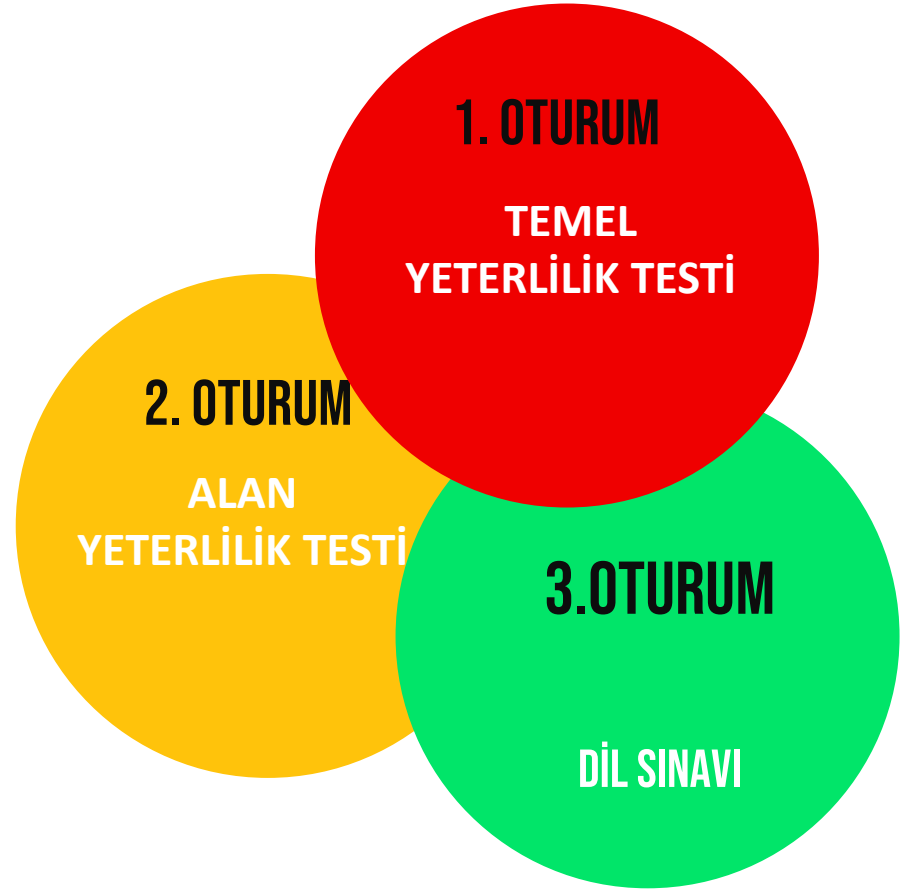 1. OTURUM
TEMEL
YETERLİLİK TESTİ
2. OTURUM
ALAN
YETERLİLİK TESTİ
3.OTURUM
DİL SINAVI